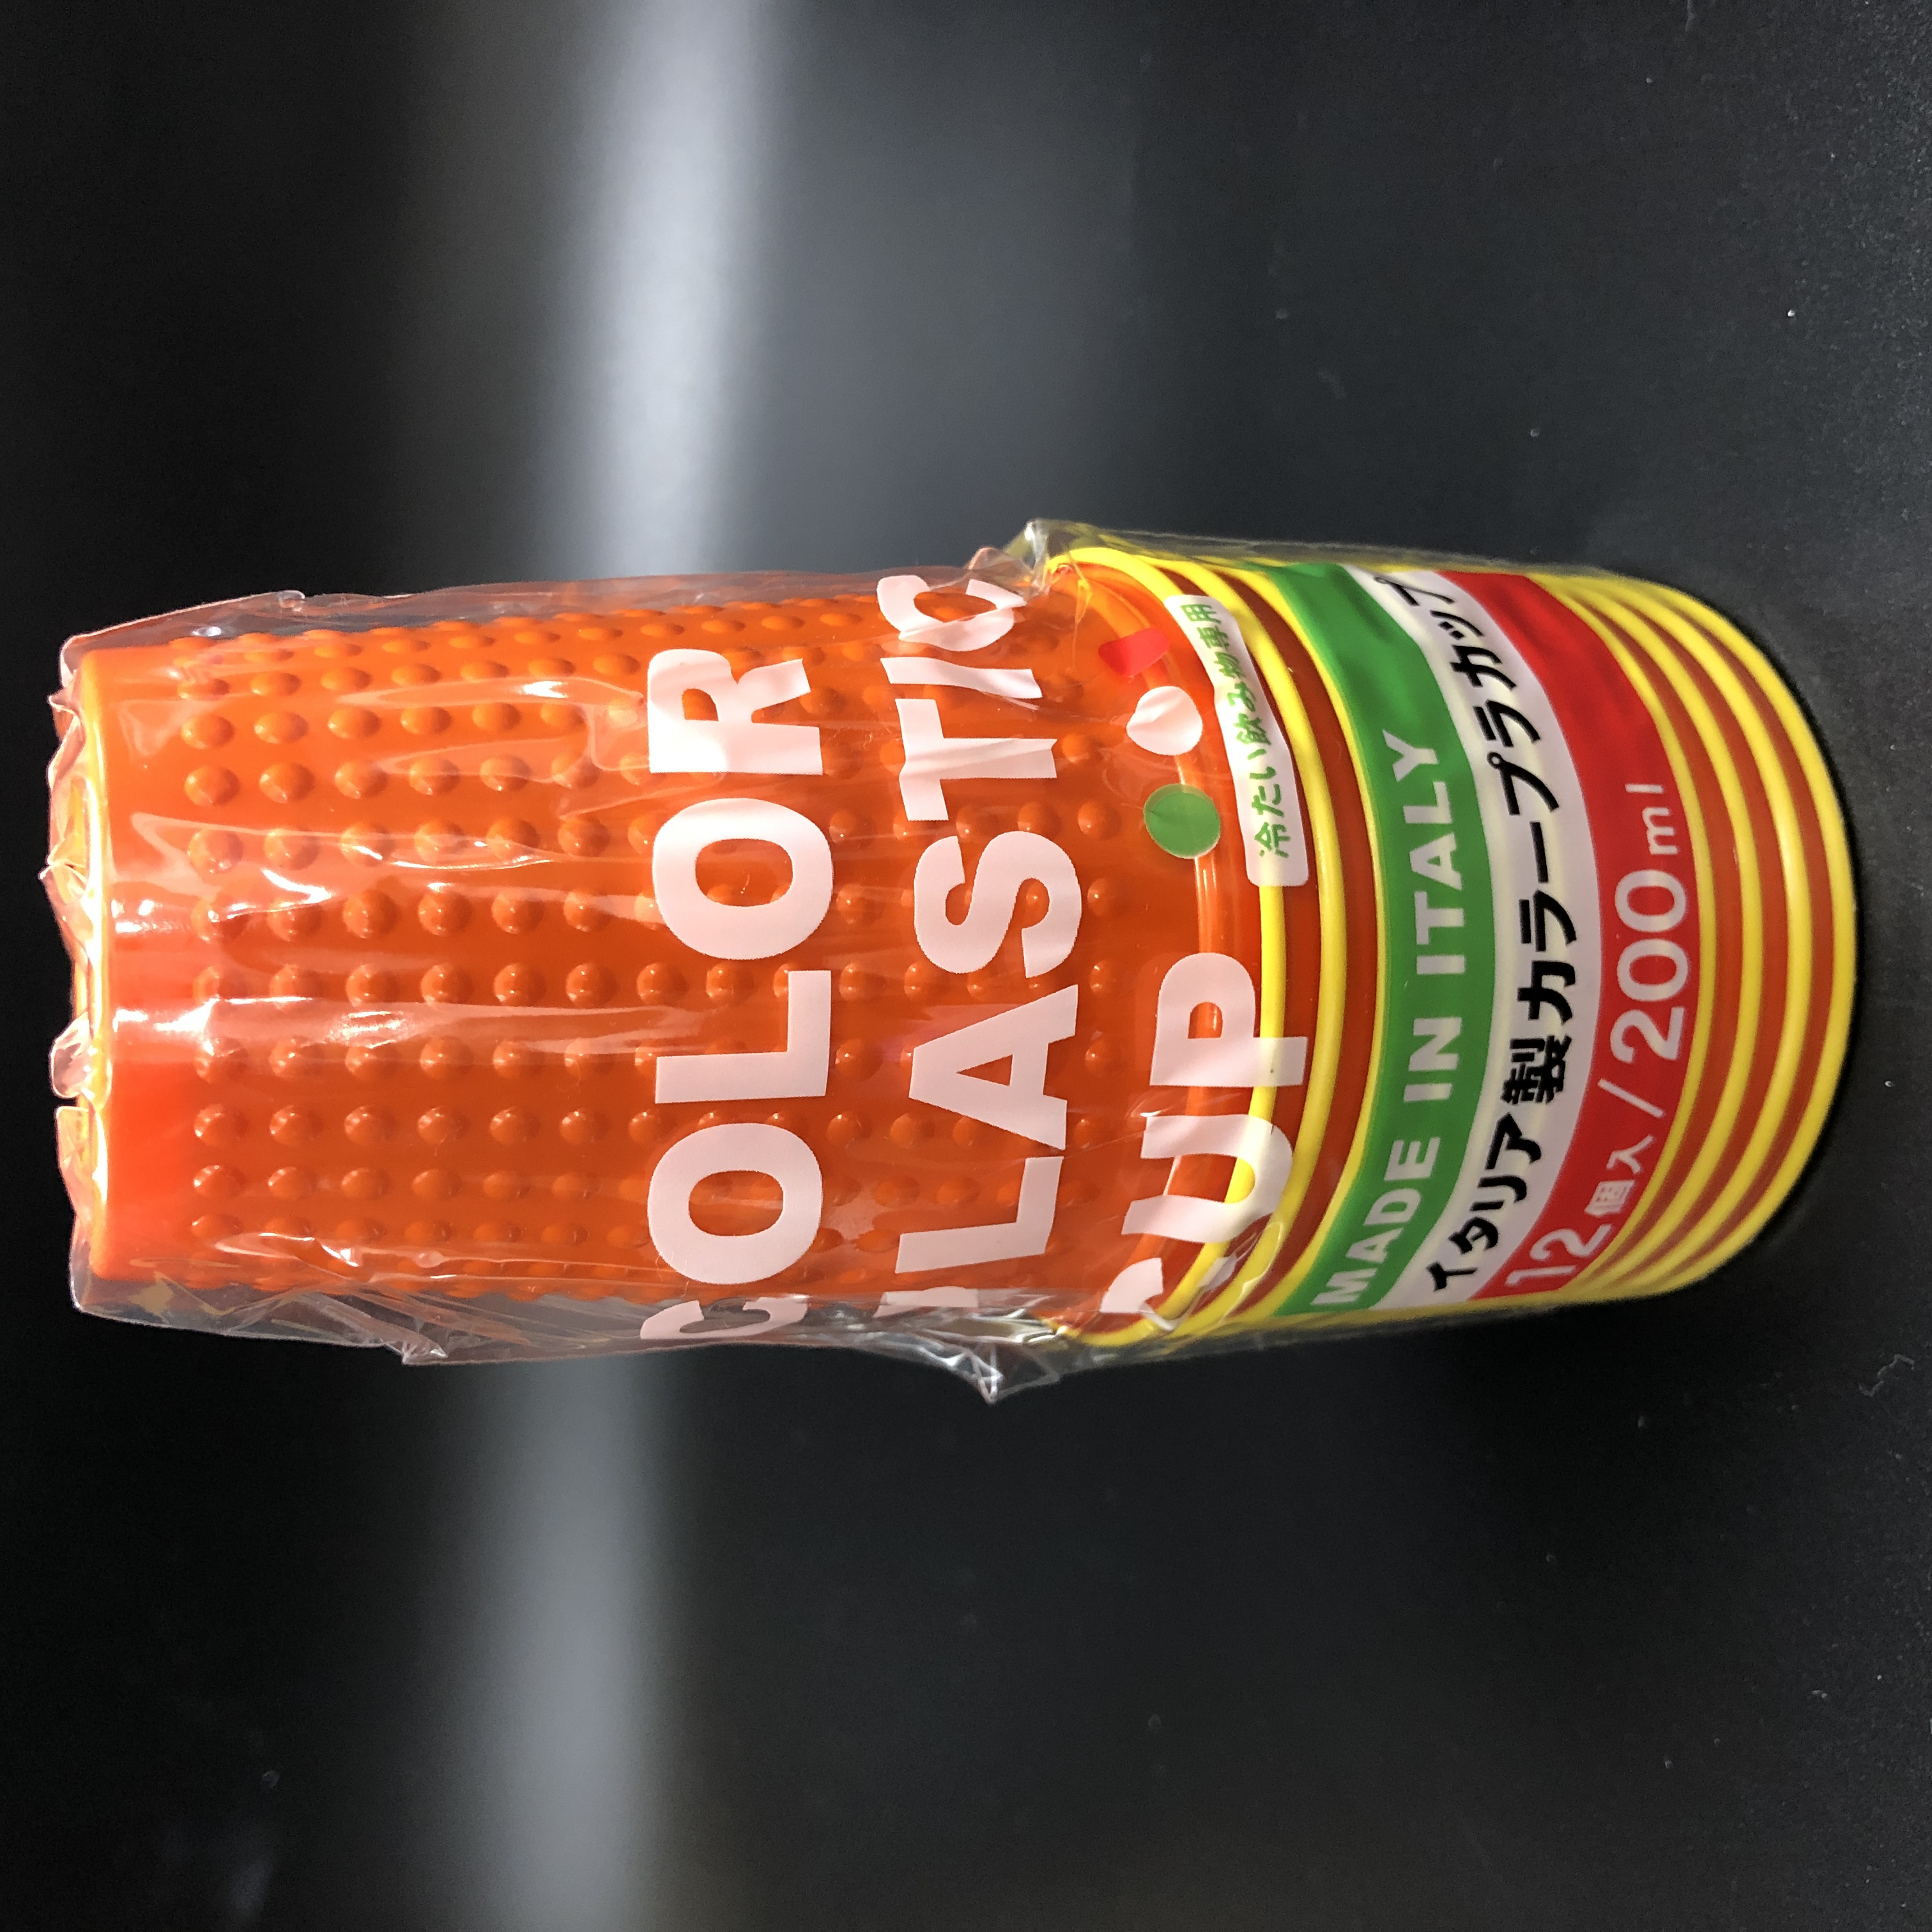 COLOR
PLASTIC
CUP
冷たい飲み物専用
MADE IN ITALY
イタリア製カラープラカップ
12個入/200ml